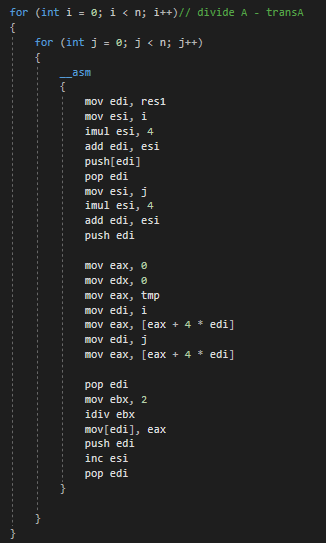 for (int i = 0; i < n; i++)// divide A - transA
{
for (int j = 0; j < n; j++)
{
__asm
{
mov edi, res1
mov esi, i
imul esi, 4
add edi, esi
push[edi]
pop edi
mov esi, j
imul esi, 4
add edi, esi
push edi
mov eax, 0
mov edx, 0
mov eax, tmp
mov edi, i
mov eax, [eax + 4 * edi]
mov edi, j
mov eax, [eax + 4 * edi]
pop edi
mov ebx, 2
idiv ebx
mov[edi], eax
push edi
inc esi
pop edi
}
}
}